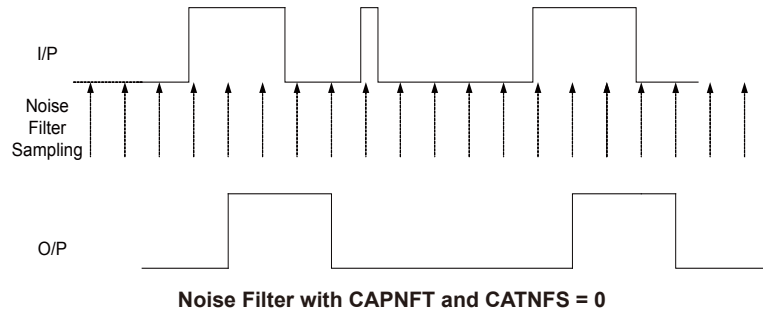 I/P
Noise
Filter
Sampling
O/P
Noise Filter with CAPNFT and CATNFS = 0